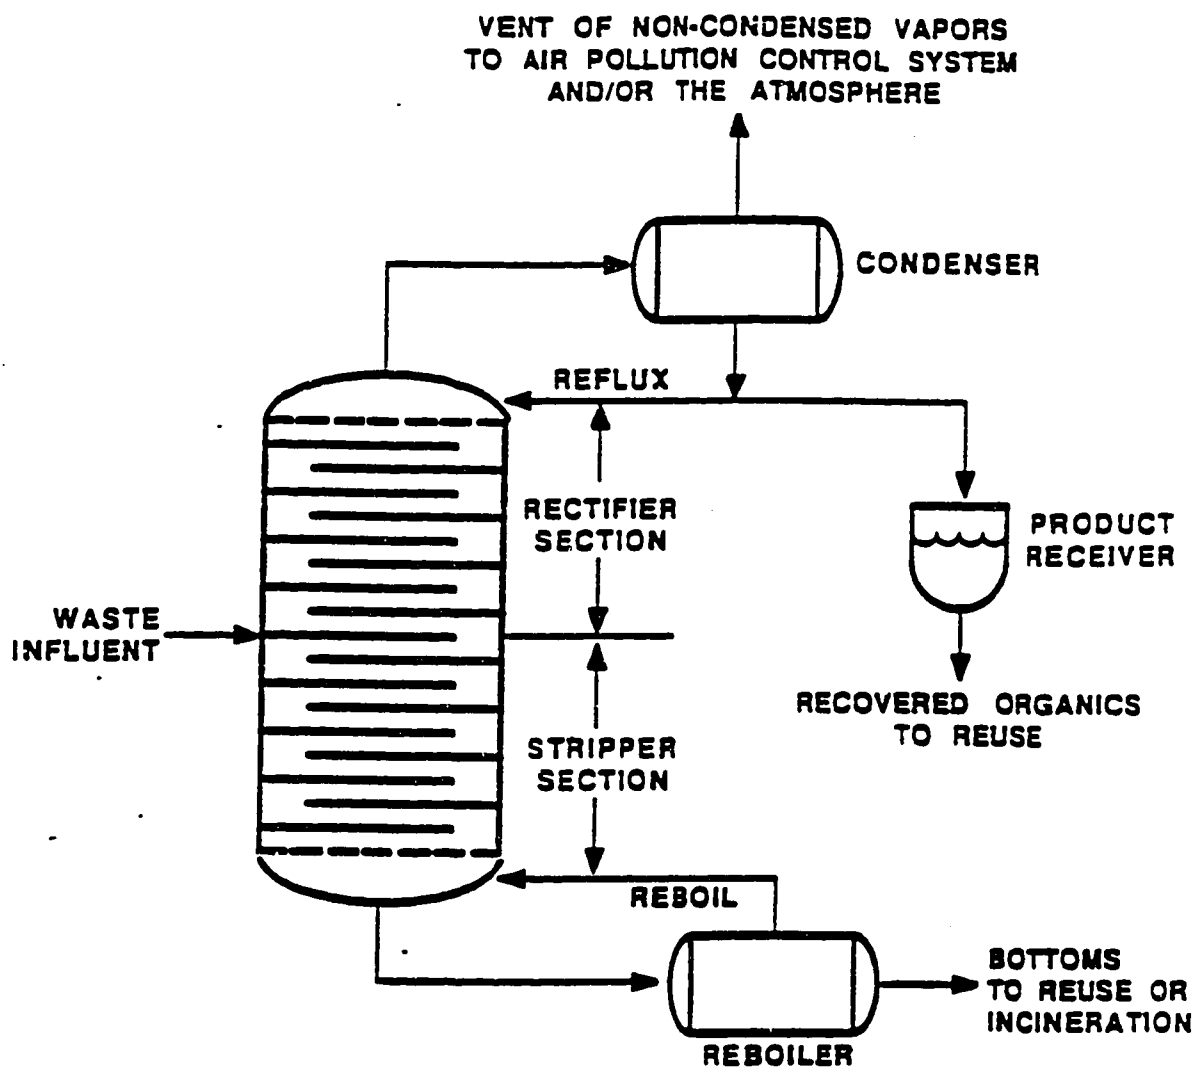 VENT OF NON-CONDENSED VAPORS
TO AIR POLLUTION CONTROL SYSTEM
AND/OR THE ATMOSPHERE
CONDENSER
REFLUX
RECTIFIER
SECTION
PRODUCT
RECEIVER
WASTE
INFLUENT
RECOVERED ORGANICS
TO REUSE
STRIPPER
SECTION
REBOIL
BOTTOMS
TO REUSE OR
INCINERATION
REBOILER